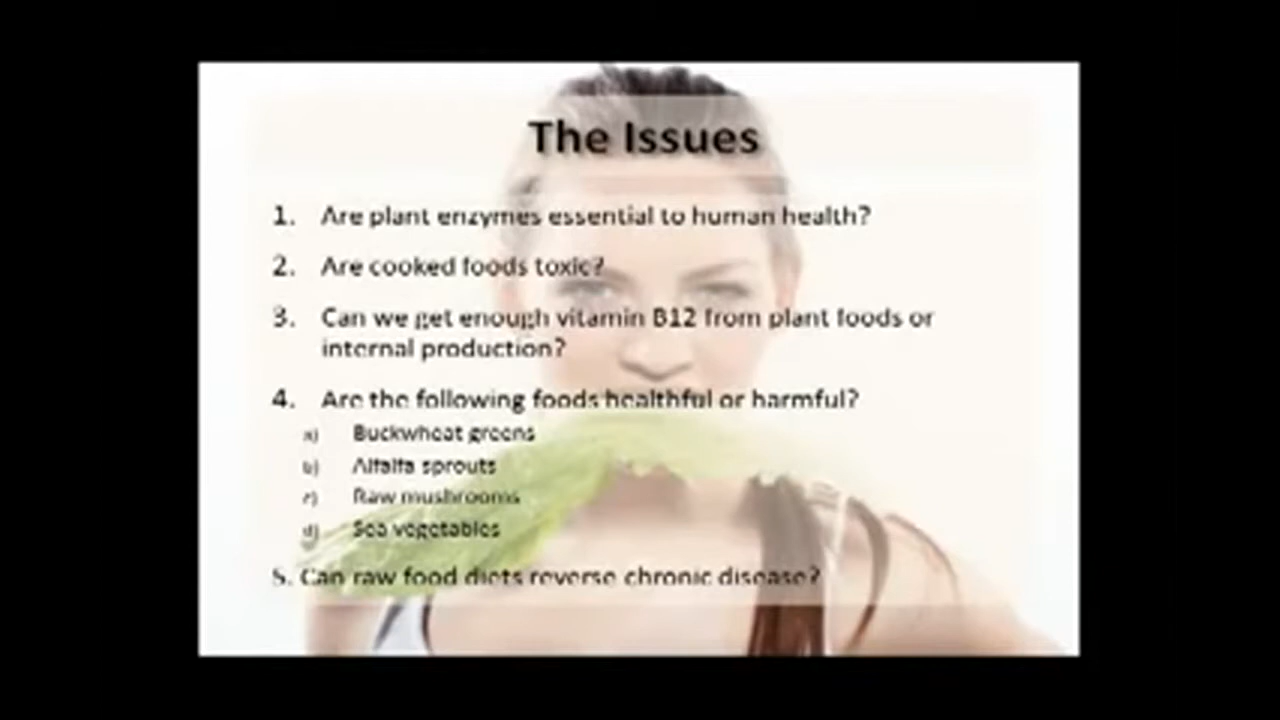 The Issues
1. Are plant enzymes essential to human health?
2. Are cooked foods toxic?
3. Can we get enough vitamin B12 from plant foods or
internal production?
4. Are the following foods healthful or harmful?
a) Buckwheat greens
b) Alfalfa sprouts
c) Raw mushrooms
d) Sea vegetables
5. Can raw food diets reverse chronic disease?